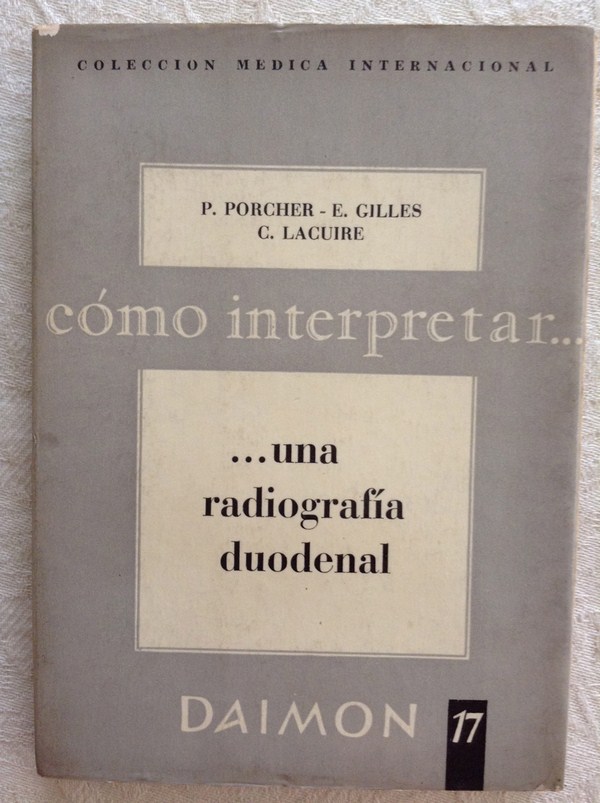 COLECCION MEDICA INTERNACIONAL
P. PORCHER - E. GILLES
C. LACUIRE
cómo interpretar...
...una
radiografía
duodenal
DAIMON 17